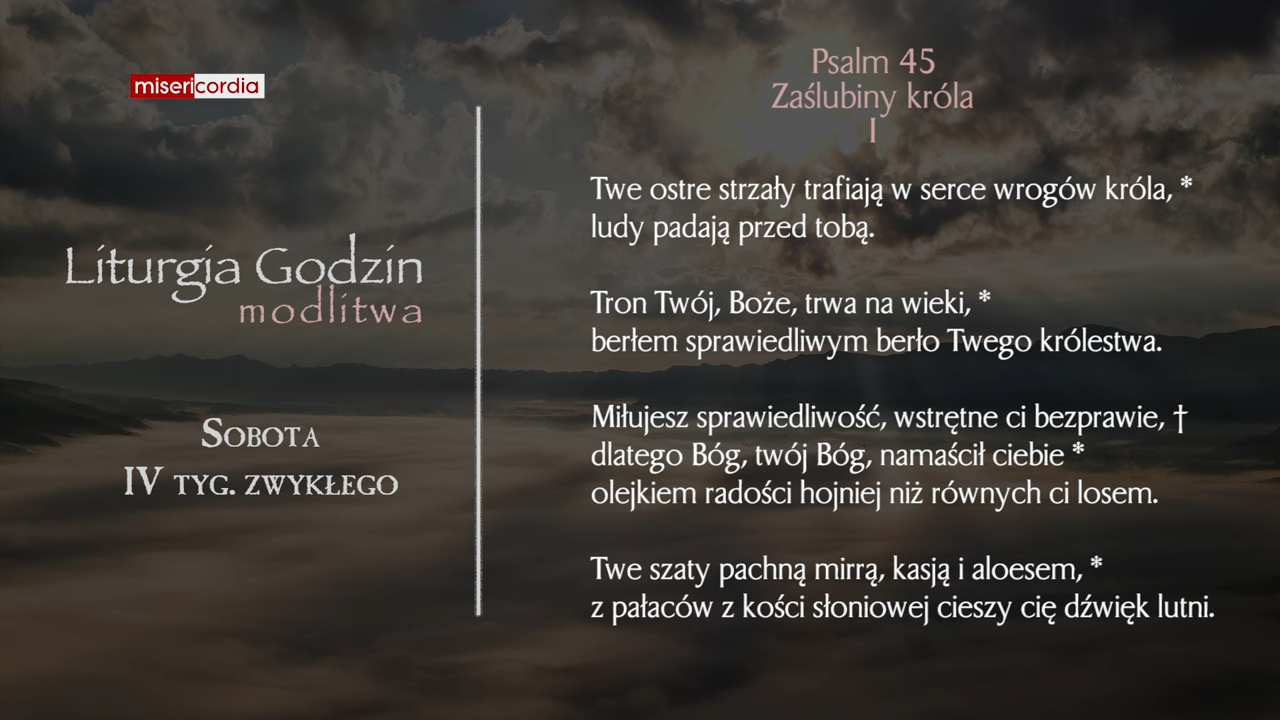 misericordia
Liturgia Godzin
modlitwa
Sobota
IV tyg. zwykłego
Psalm 45
Zaślubiny króla
I
Twe ostre strzały trafiają w serce wrogów króla, *
ludy padają przed tobą.
Tron Twój, Boże, trwa na wieki, *
berłem sprawiedliwym berło Twego królestwa.
Miłujesz sprawiedliwość, wstrętne ci bezprawie, †
dlatego Bóg, twój Bóg, namaścił ciebie *
olejkiem radości hojniej niż równych ci losem.
Twe szaty pachną mirrą, kasją i aloesem, *
z pałaców z kości słoniowej cieszy cię dźwięk lutni.